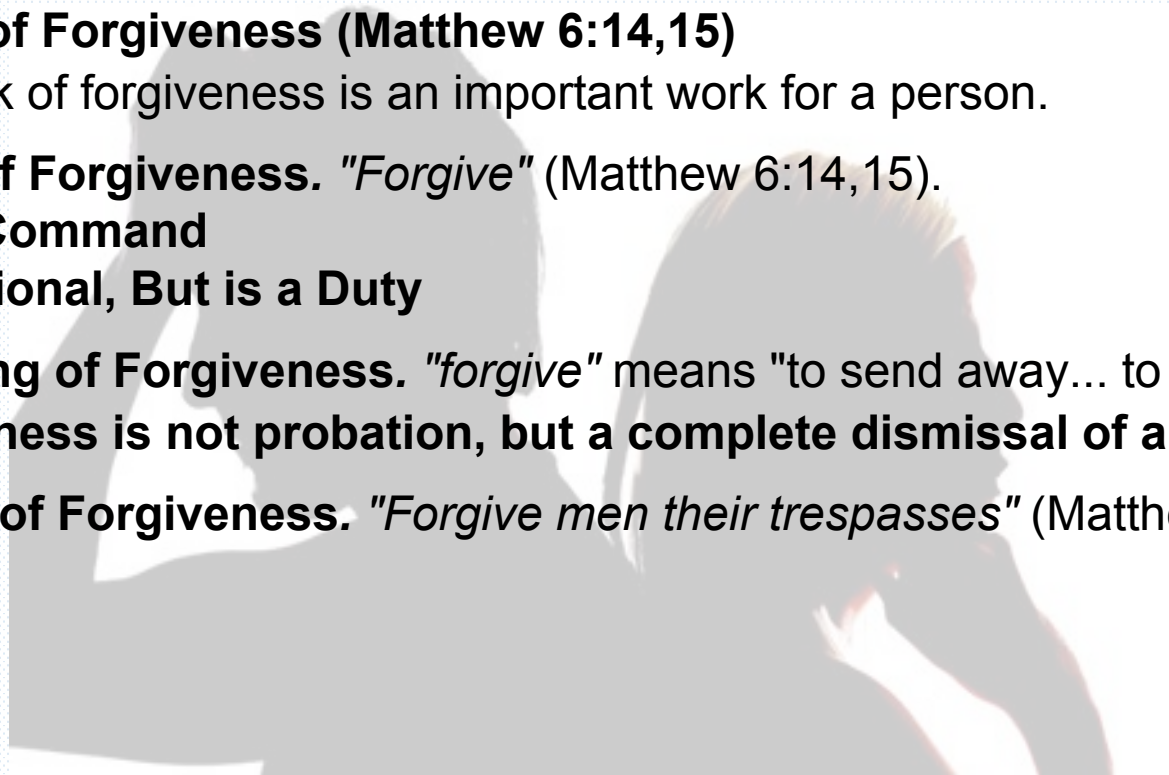 of Forgiveness (Matthew 6:14,15)
k of forgiveness is an important work for a person.
f Forgiveness. "Forgive" (Matthew 6:14,15).
Command
ional, But is a Duty
ng of Forgiveness. "forgive" means "to send away... to
ness is not probation, but a complete dismissal of a
of Forgiveness. "Forgive men their trespasses" (Matthe